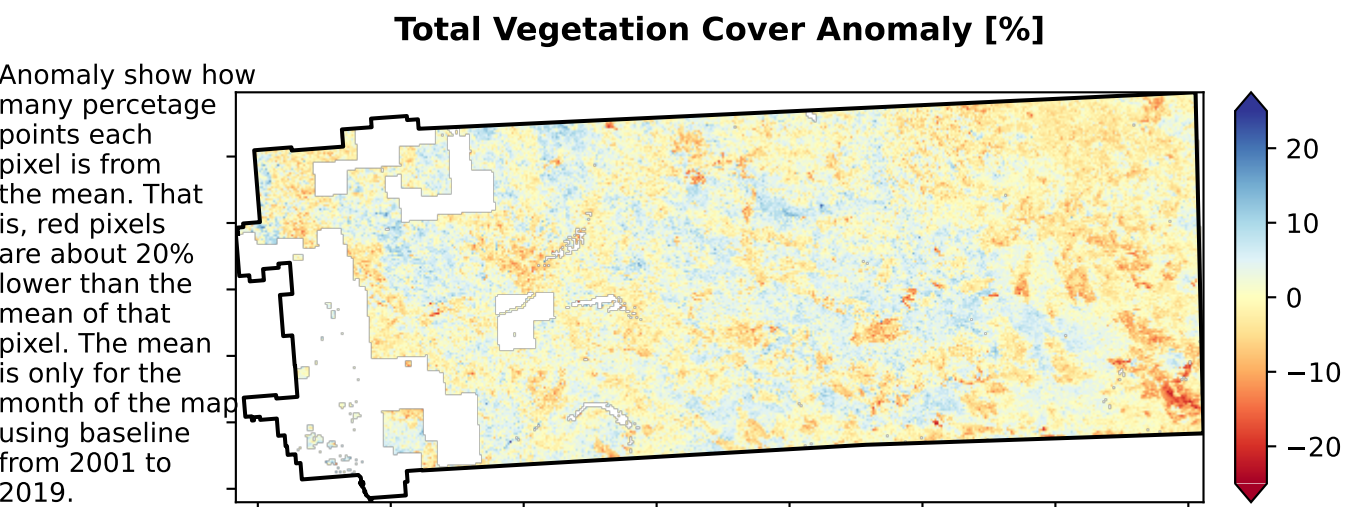 Total Vegetation Cover Anomaly [%]
Anomaly show how
many percetage
points each
pixel is from
the mean. That
is, red pixels
are about 20%
lower than the
mean of that
pixel. The mean
is only for the
month of the map
using baseline
from 2001 to
2019.
20
10
0
−10
−20